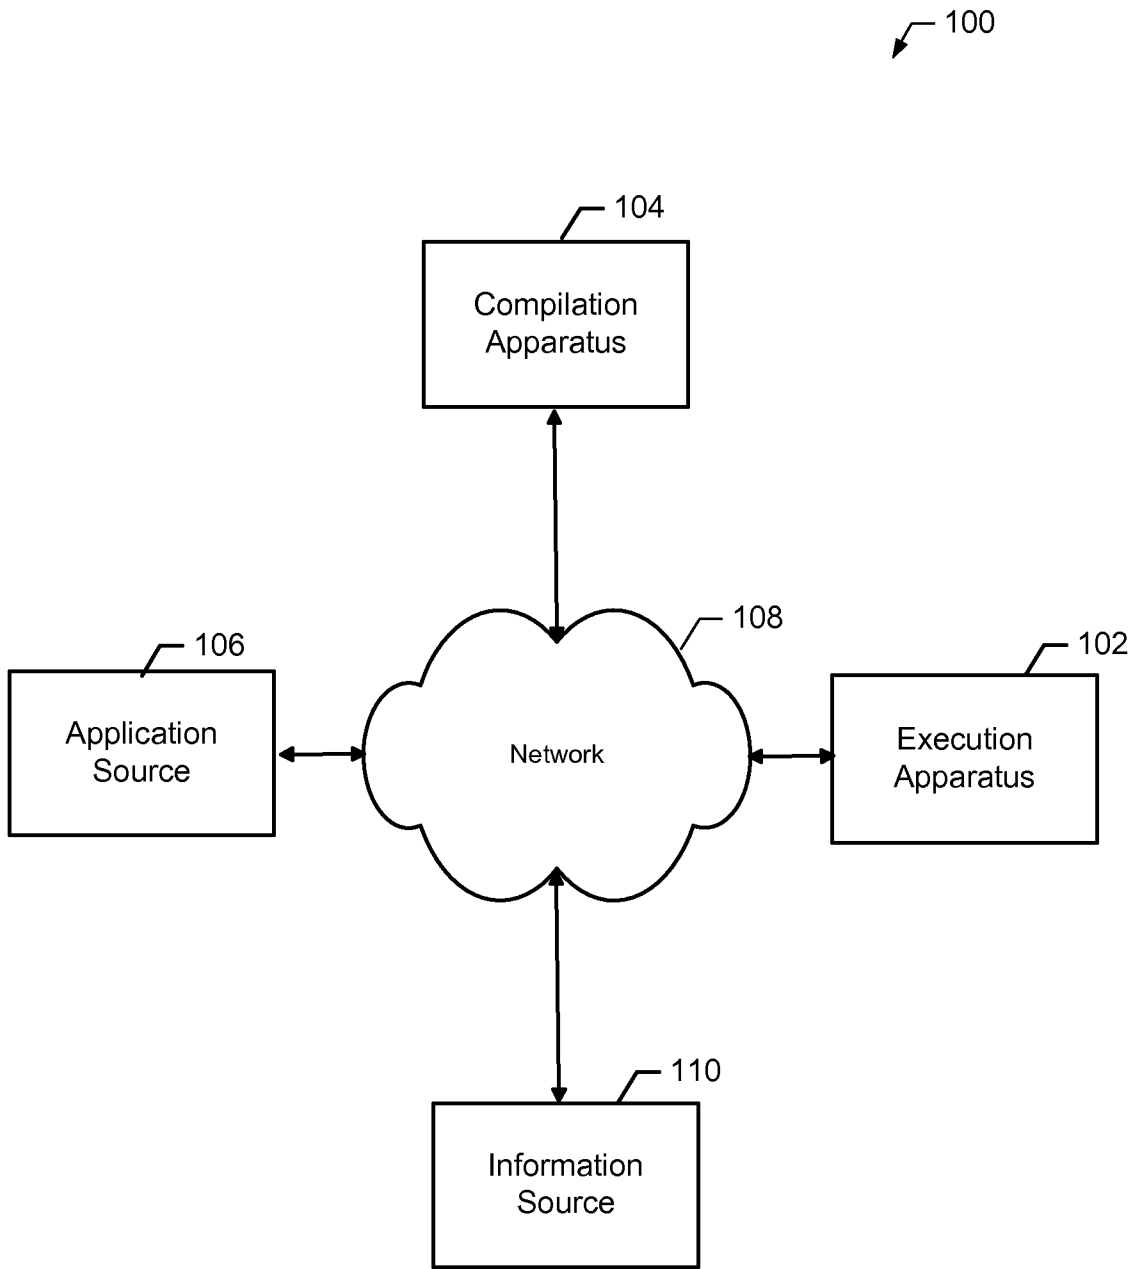 100
104
Compilation
Apparatus
108
106
102
Application
Source
Network
Execution
Apparatus
110
Information
Source